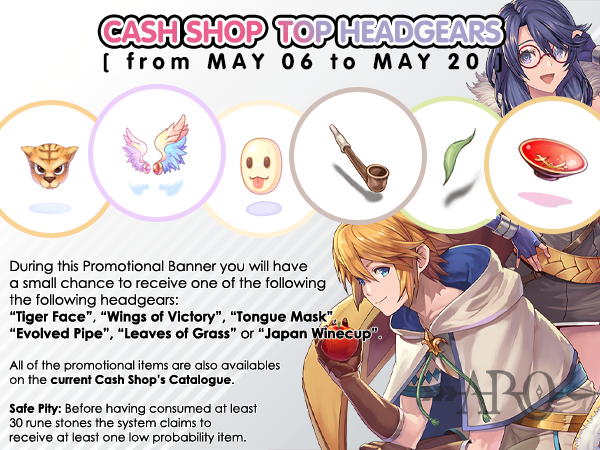 CASH SHOP TOP HEADGEARS
[ from MAY 06 to MAY 20 ]
During this Promotional Banner you will have
a small chance to receive one of the following
the following headgears:
“Tiger Face”, “Wings of Victory”, “Tongue Mask”,
“Evolved Pipe”, “Leaves of Grass” or “Japan Winecup”.
All of the promotional items are also availables
on the current Cash Shop’s Catalogue.
Safe Pity: Before having consumed at least
30 rune stones the system claims to
receive at least one low probability item.
ARO